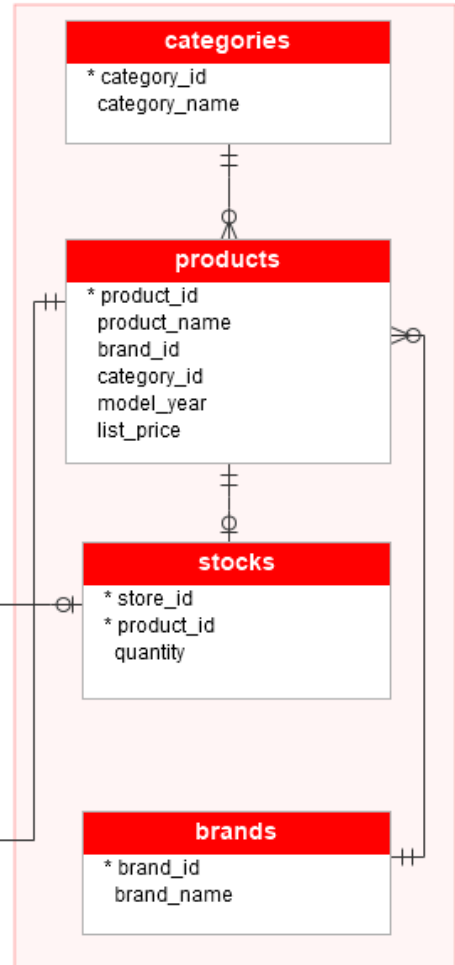 categories
* category_id
category_name
products
* product_id
product_name
brand_id
category_id
model_year
list_price
stocks
* store_id
* product_id
quantity
brands
* brand_id
brand_name